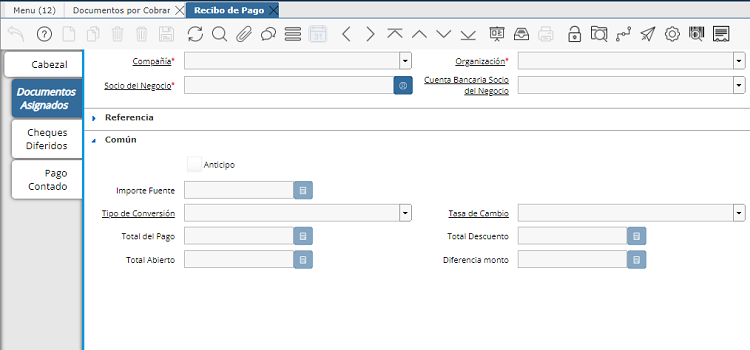 Menu (12) Documentos por Cobrar Recibo de Pago
31
Cabezal
Documentos Asignados
Cheques Diferidos
Pago Contado
Compañía* Organización*
Socio del Negocio* Cuenta Bancaria Socio del Negocio
Referencia
Común
Anticipo
Importe Fuente
Tipo de Conversión Tasa de Cambio
Total del Pago Total Descuento
Total Abierto Diferencia monto